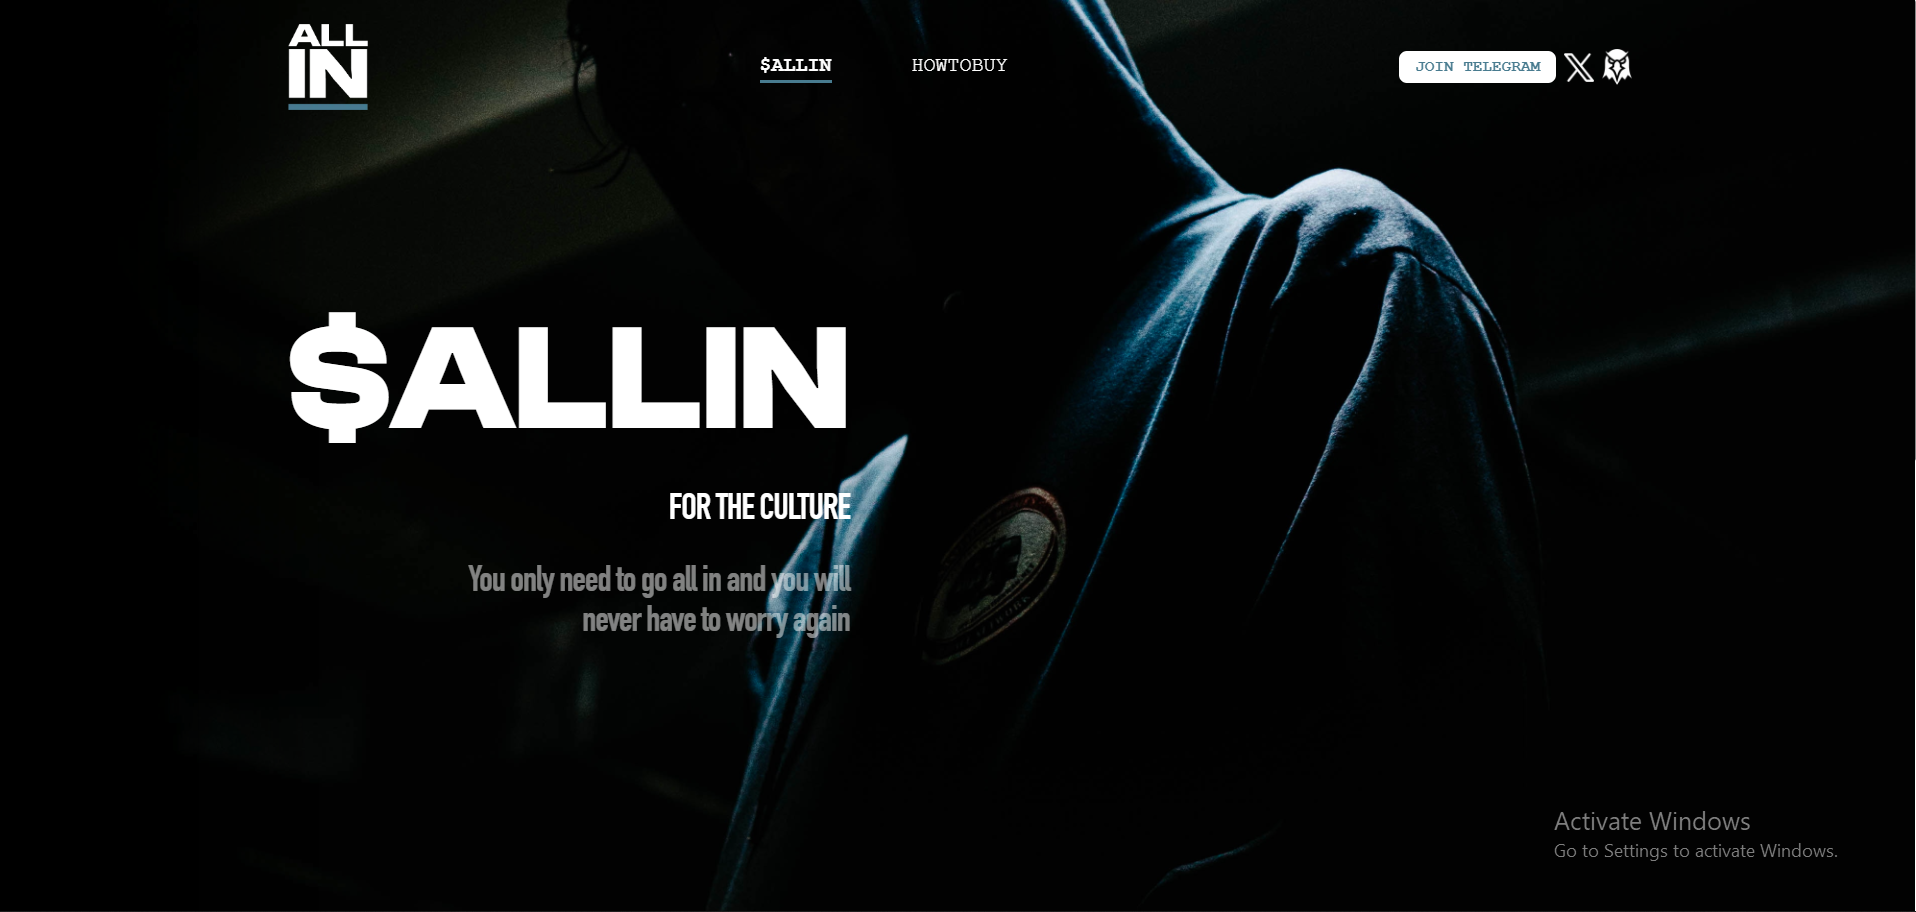 ALL
IN
$ALLIN
HOWTOBUY
JOIN TELEGRAM
$ALLIN
FOR THE CULTURE
You only need to go all in and you will
never have to worry again
Activate Windows
Go to Settings to activate Windows.